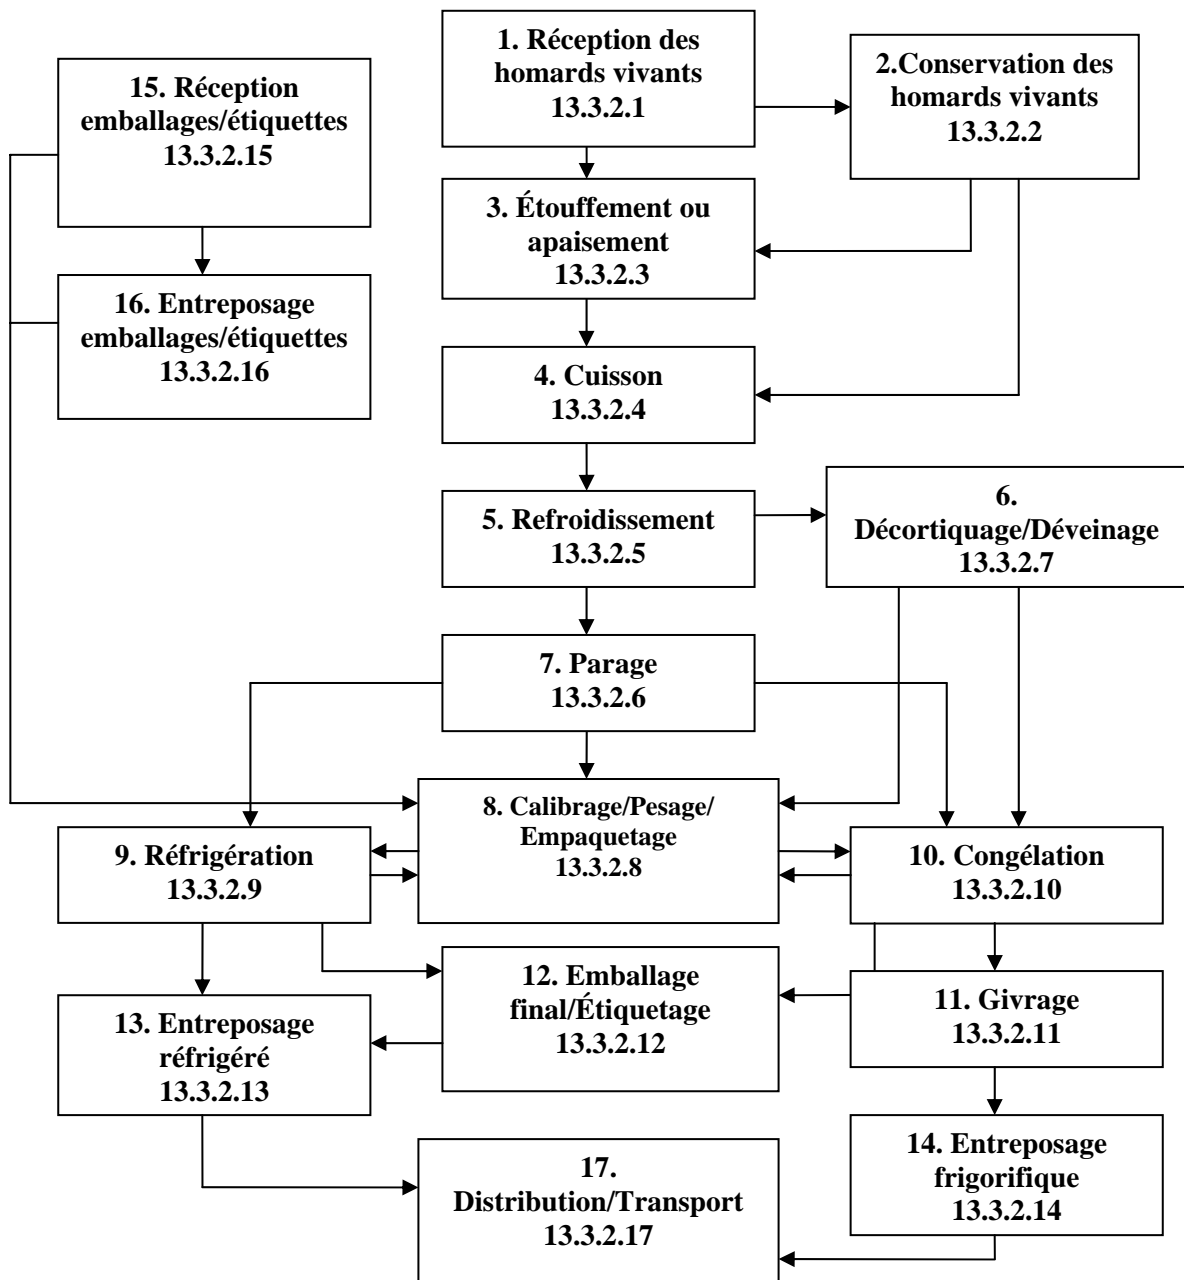 1. Réception des
homards vivants
13.3.2.1
2.Conservation des
homards vivants
13.3.2.2
15. Réception
emballages/étiquettes
13.3.2.15
3. Étouffement ou
apaisement
13.3.2.3
16. Entreposage
emballages/étiquettes
13.3.2.16
4. Cuisson
13.3.2.4
5. Refroidissement
13.3.2.5
6.
Décortiquage/Déveinage
13.3.2.7
7. Parage
13.3.2.6
8. Calibrage/Pesage/
Empaquetage
13.3.2.8
9. Réfrigération
13.3.2.9
10. Congélation
13.3.2.10
12. Emballage
final/Étiquetage
13.3.2.12
11. Givrage
13.3.2.11
13. Entreposage
réfrigéré
13.3.2.13
14. Entreposage
frigorifique
13.3.2.14
17.
Distribution/Transport
13.3.2.17